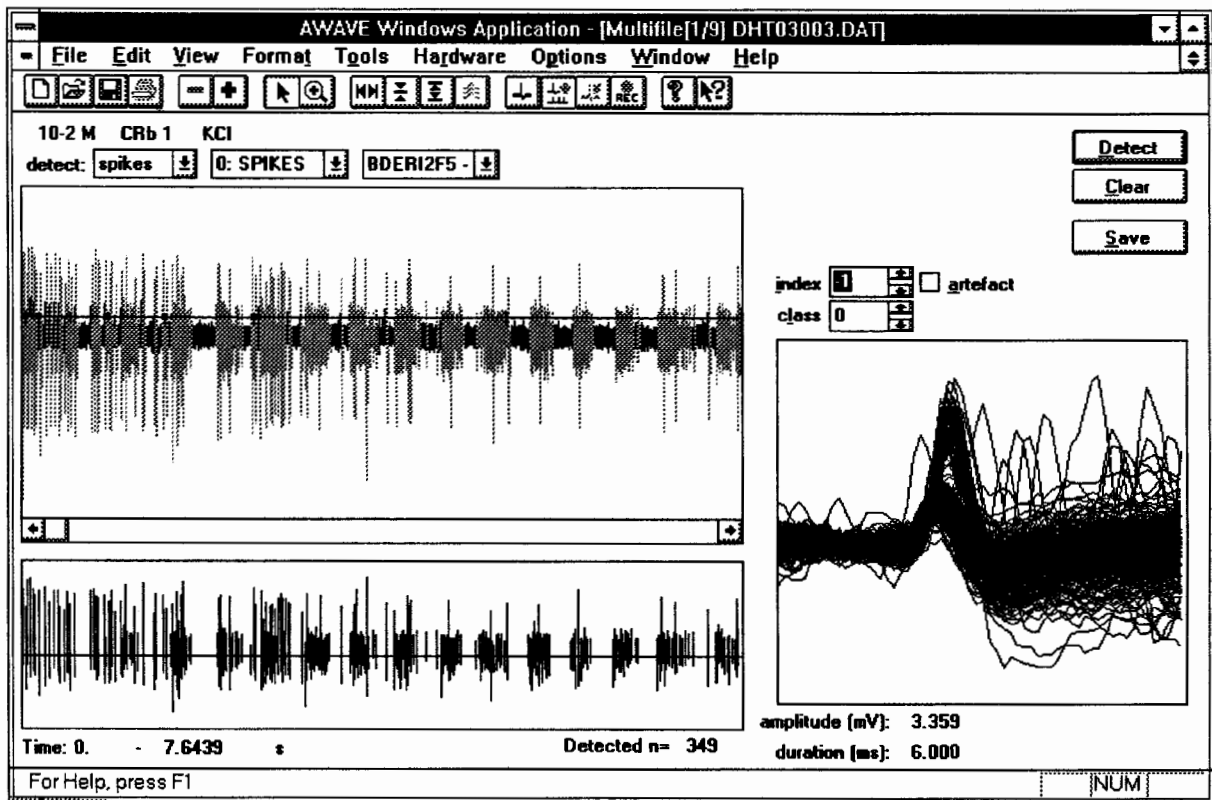 AWAVE Windows Application - [Multifile[1/9] DHT03003.DAT]
File Edit View Format Tools Hardware Options Window Help
REC
10-2 M CRb 1 KCl
detect: spikes 0: SPIKES BDERI2F5 -
Detect
Clear
Save
index -1 artefact
class 0
amplitude (mV): 3.359
Time: 0. - 7.6439 s Detected n= 349
duration (ms): 6.000
For Help, press F1 NUM